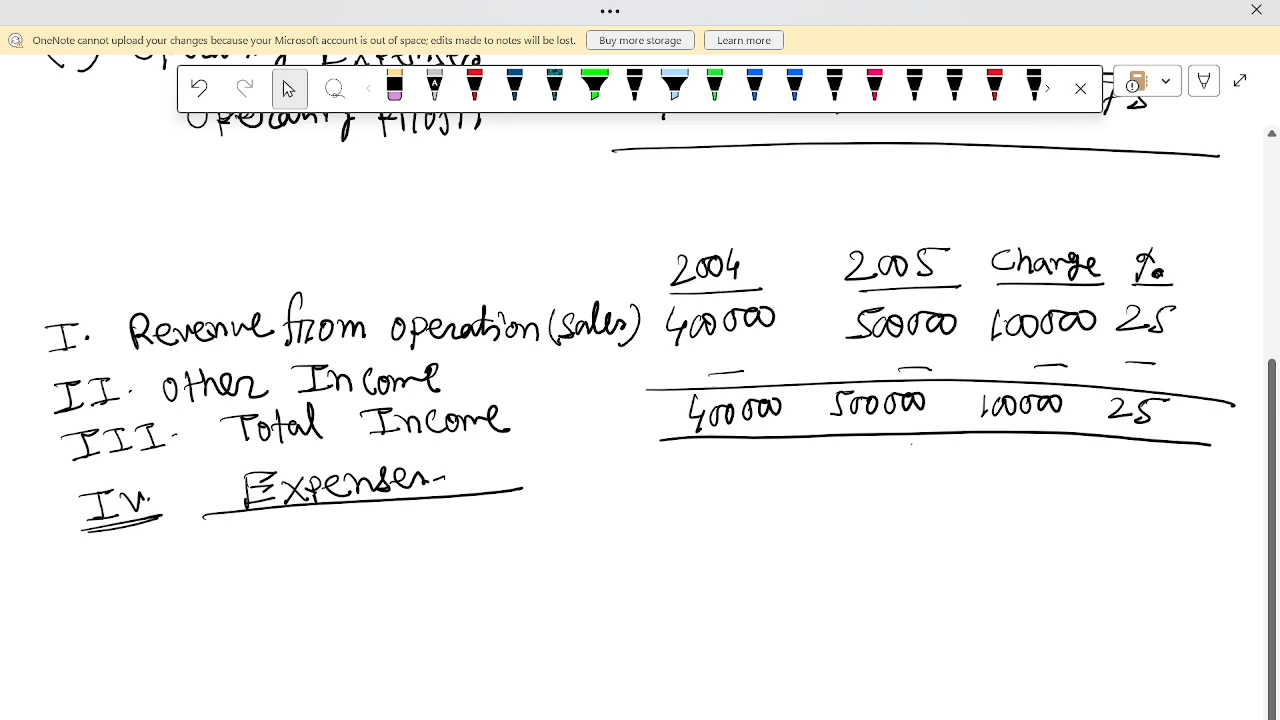 OneNote cannot upload your changes because your Microsoft account is out of space; edits made to notes will be lost. Buy more storage Learn more
Operating Profit
2004 2005 Change %
I. Revenue from operation (sales) 400000 500000 100000 25
II. Other Income — — — —
III. Total Income 400000 500000 100000 25
IV. Expenses-